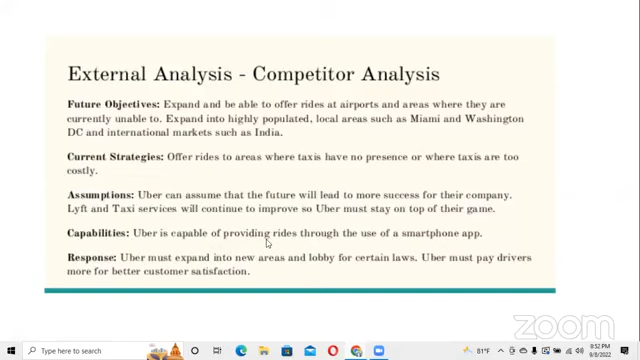 External Analysis - Competitor Analysis
Future Objectives: Expand and be able to offer rides at airports and areas where they are
currently unable to. Expand into highly populated, local areas such as Miami and Washington
DC and international markets such as India.
Current Strategies: Offer rides to areas where taxis have no presence or where taxis are too
costly.
Assumptions: Uber can assume that the future will lead to more success for their company.
Lyft and Taxi services will continue to improve so Uber must stay on top of their game.
Capabilities: Uber is capable of providing rides through the use of a smartphone app.
Response: Uber must expand into new areas and lobby for certain laws. Uber must pay drivers
more for better customer satisfaction.
zoom
Type here to search
81°F
8:52 PM
9/8/2022